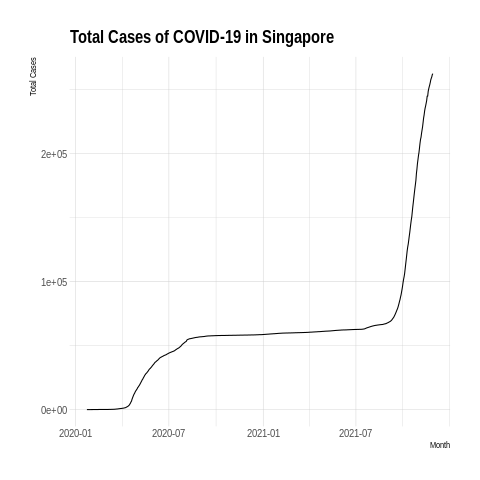 Total Cases of COVID-19 in Singapore
Total Cases
2e+05
1e+05
0e+00
2020-01 2020-07 2021-01 2021-07
Month